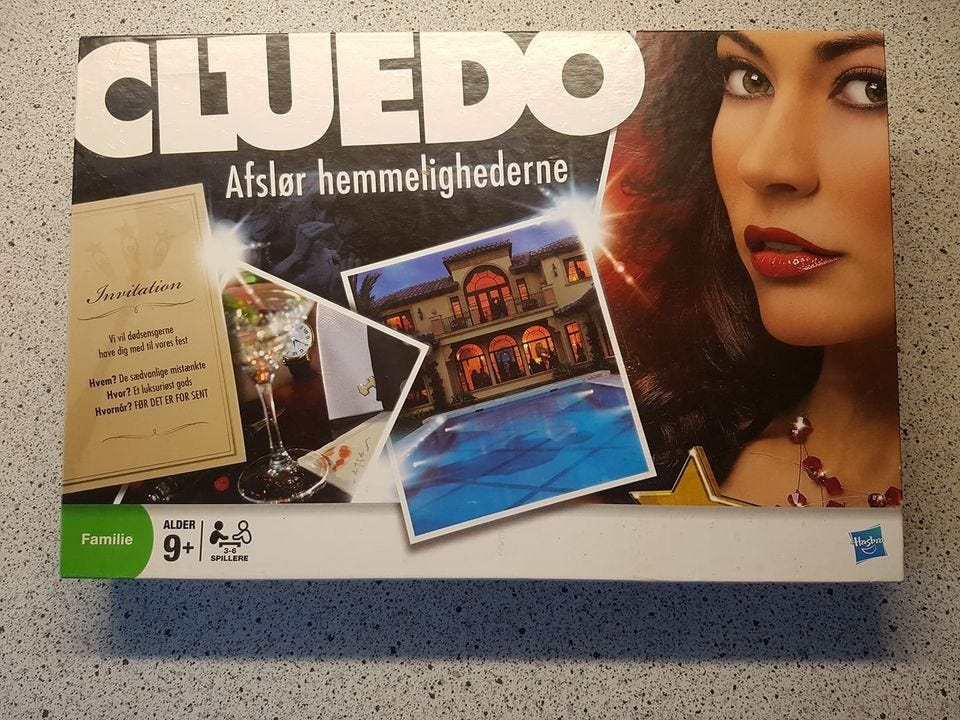 CLUEDO
Afslør hemmelighederne
Invitation
Vi vil dødsensgerne
have dig med til vores fest
Hvem? De sædvanlige mistænkte
Hvor? Et luksuriøst gods
Hvornår? FØR DET ER FOR SENT
Familie
ALDER
9+
3-6
SPILLERE
Hasbro